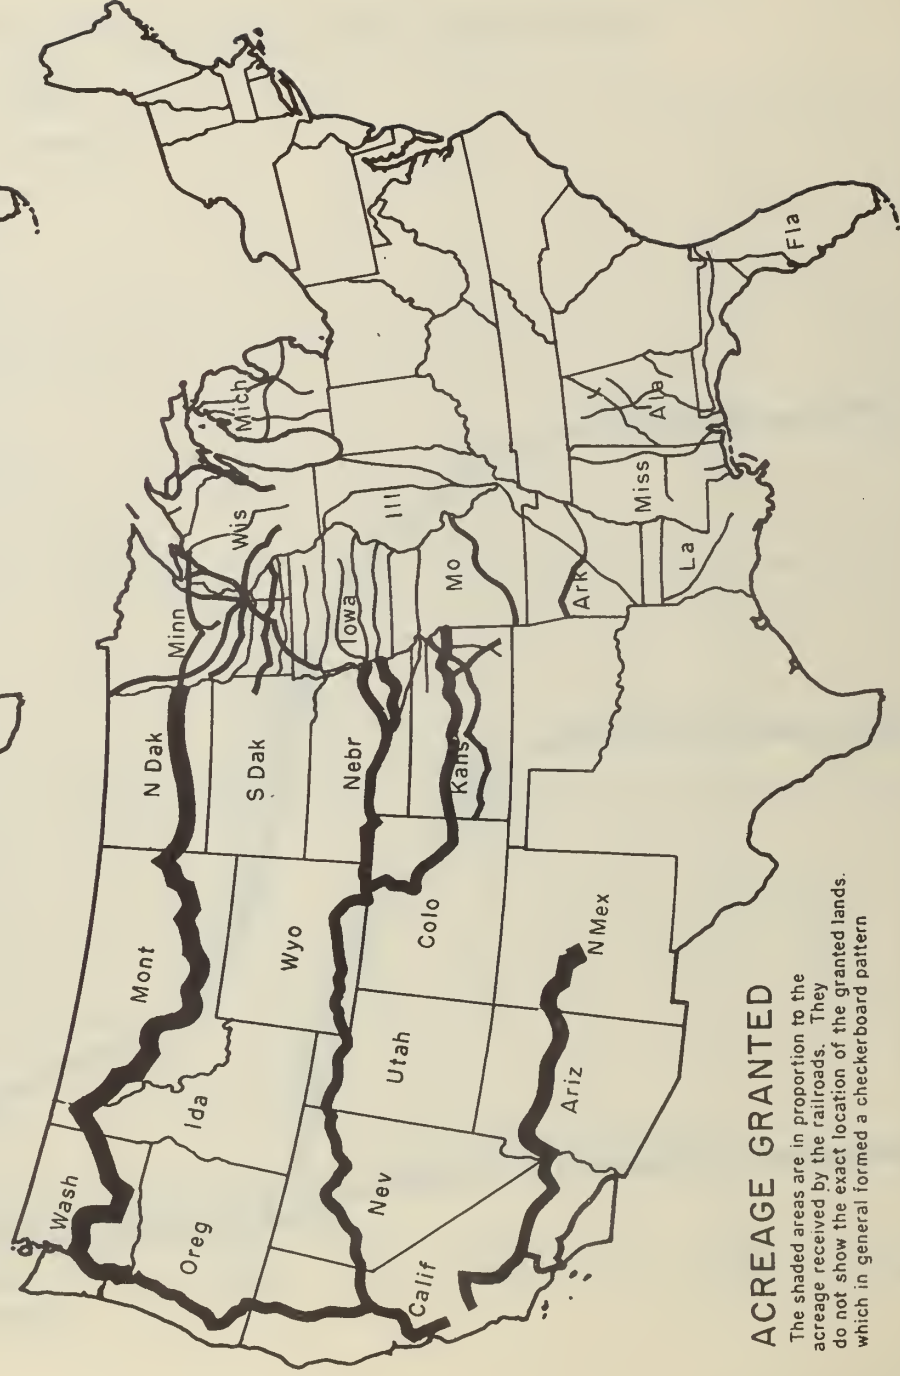 Wash
Mont
N Dak
Minn
Wis
Mich
Oreg
Ida
Wyo
S Dak
Nebr
Iowa
Ill
Nev
Utah
Colo
Kans
Mo
Calif
Ariz
N Mex
Ark
La
Miss
Ala
Fla
ACREAGE GRANTED
The shaded areas are in proportion to the
acreage received by the railroads. They
do not show the exact location of the granted lands.
which in general formed a checkerboard pattern